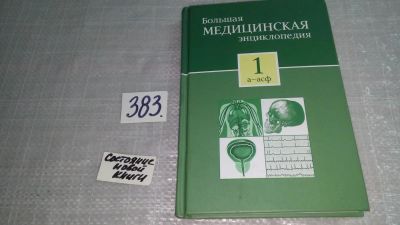 Большая
МЕДИЦИНСКАЯ
энциклопедия
1
а–асф
383.
Состояние
новой
книги